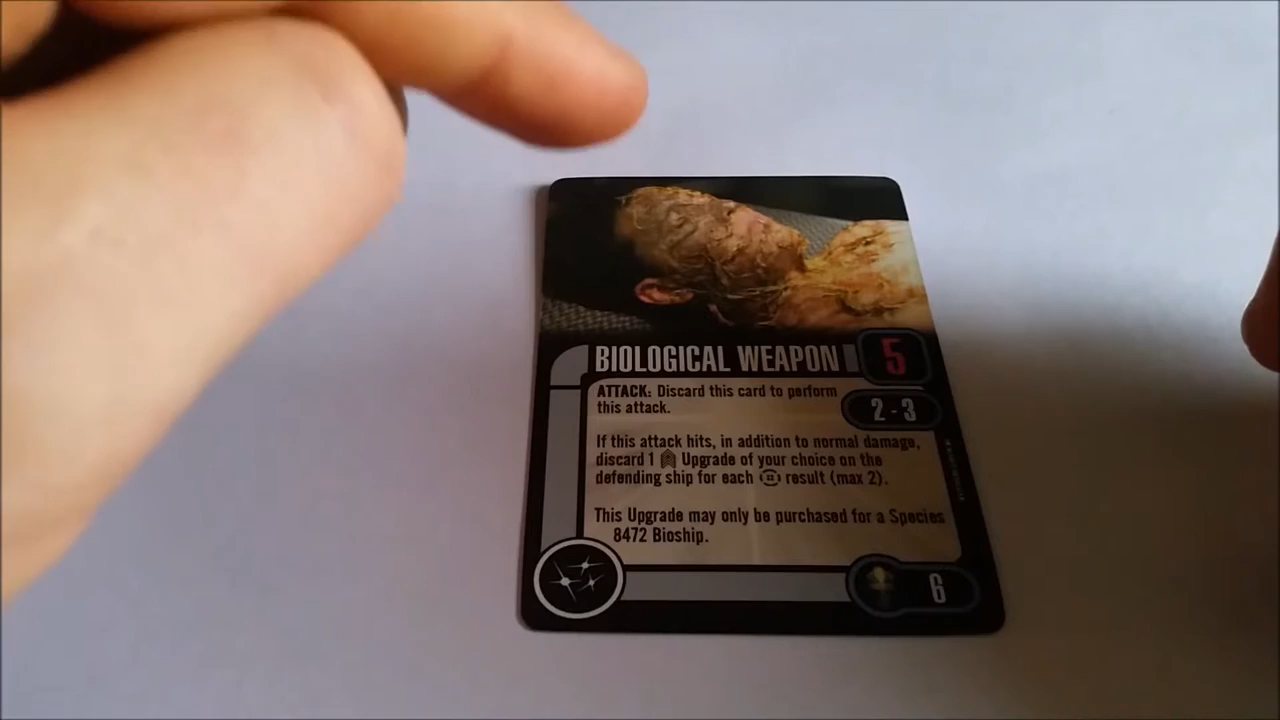 BIOLOGICAL WEAPON
5
ATTACK: Discard this card to perform
this attack.
2 - 3
If this attack hits, in addition to normal damage,
discard 1 Upgrade of your choice on the
defending ship for each result (max 2).
This Upgrade may only be purchased for a Species
8472 Bioship.
6